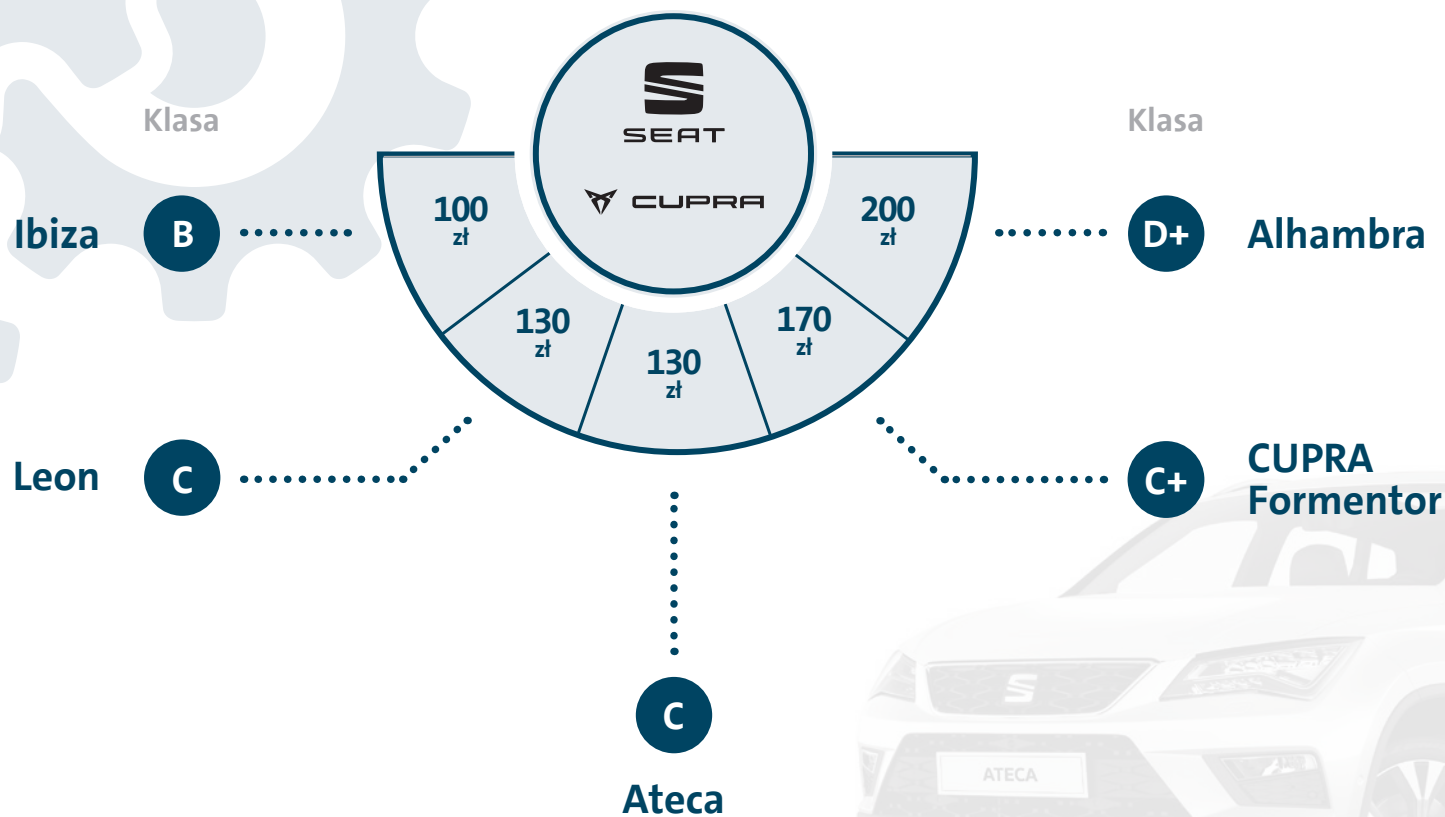 SEAT
CUPRA
Klasa
Klasa
Ibiza
B
100
zł
200
zł
D+
Alhambra
130
zł
130
zł
170
zł
Leon
C
C+
CUPRA
Formentor
C
Ateca
ATECA